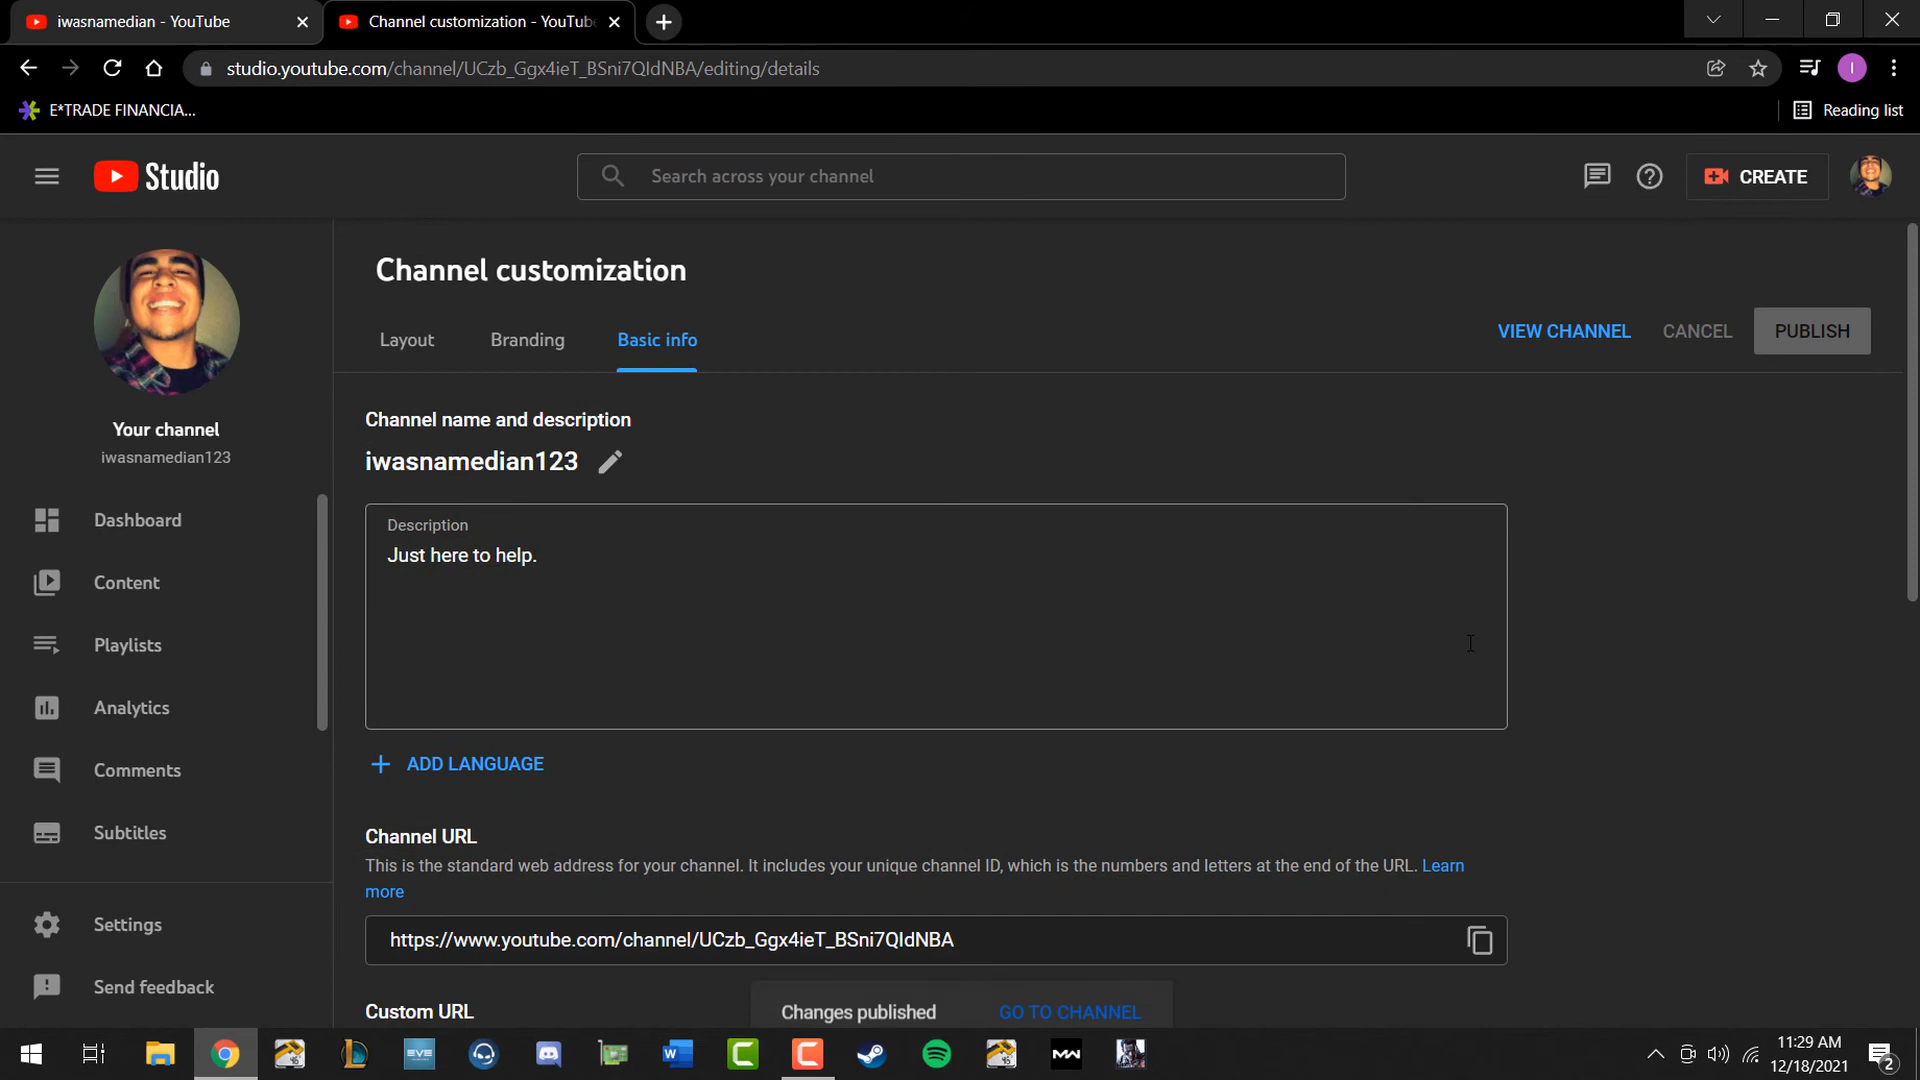 iwasnamedian - YouTube
Channel customization - YouTube
studio.youtube.com/channel/UCzb_Ggx4ieT_BSni7QIdNBA/editing/details
E*TRADE FINANCIA...
Reading list
Studio
Search across your channel
CREATE
Channel customization
Layout
Branding
Basic info
VIEW CHANNEL
CANCEL
PUBLISH
Your channel
iwasnamedian123
Dashboard
Content
Playlists
Analytics
Comments
Subtitles
Settings
Send feedback
Channel name and description
iwasnamedian123
Description
Just here to help.
ADD LANGUAGE
Channel URL
This is the standard web address for your channel. It includes your unique channel ID, which is the numbers and letters at the end of the URL. Learn
more
https://www.youtube.com/channel/UCzb_Ggx4ieT_BSni7QIdNBA
Custom URL
Changes published
GO TO CHANNEL
EVE
MW
11:29 AM
12/18/2021
2